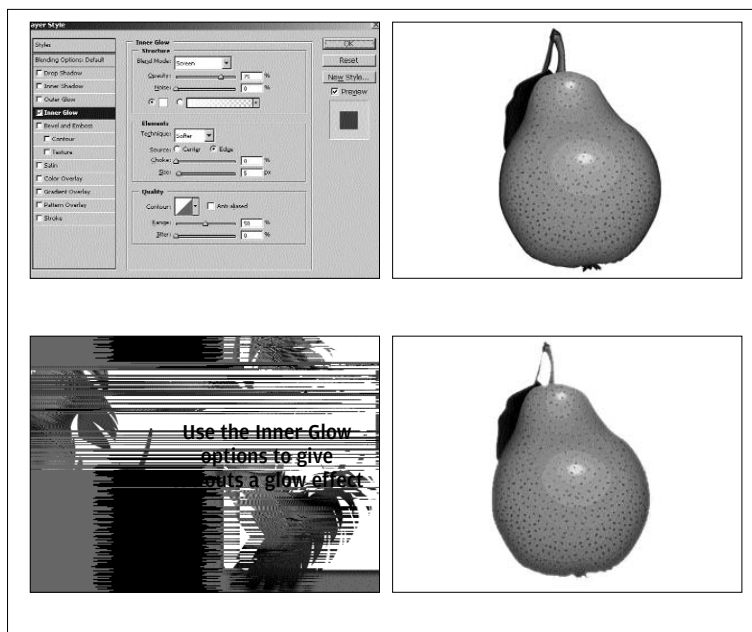 ayer Style
Styles
Blending Options: Default
Drop Shadow
Inner Shadow
Outer Glow
Inner Glow
Bevel and Emboss
Contour
Texture
Satin
Color Overlay
Gradient Overlay
Pattern Overlay
Stroke
Inner Glow
Structure
Blend Mode: Screen
Opacity: 75 %
Noise: 0 %
Elements
Technique: Softer
Source: Center Edge
Choke: 0 %
Size: 5 px
Quality
Contour: Anti-aliased
Range: 50 %
Jitter: 0 %
OK
Reset
New Style...
Preview
Use the Inner Glow
options to give
outs a glow effect